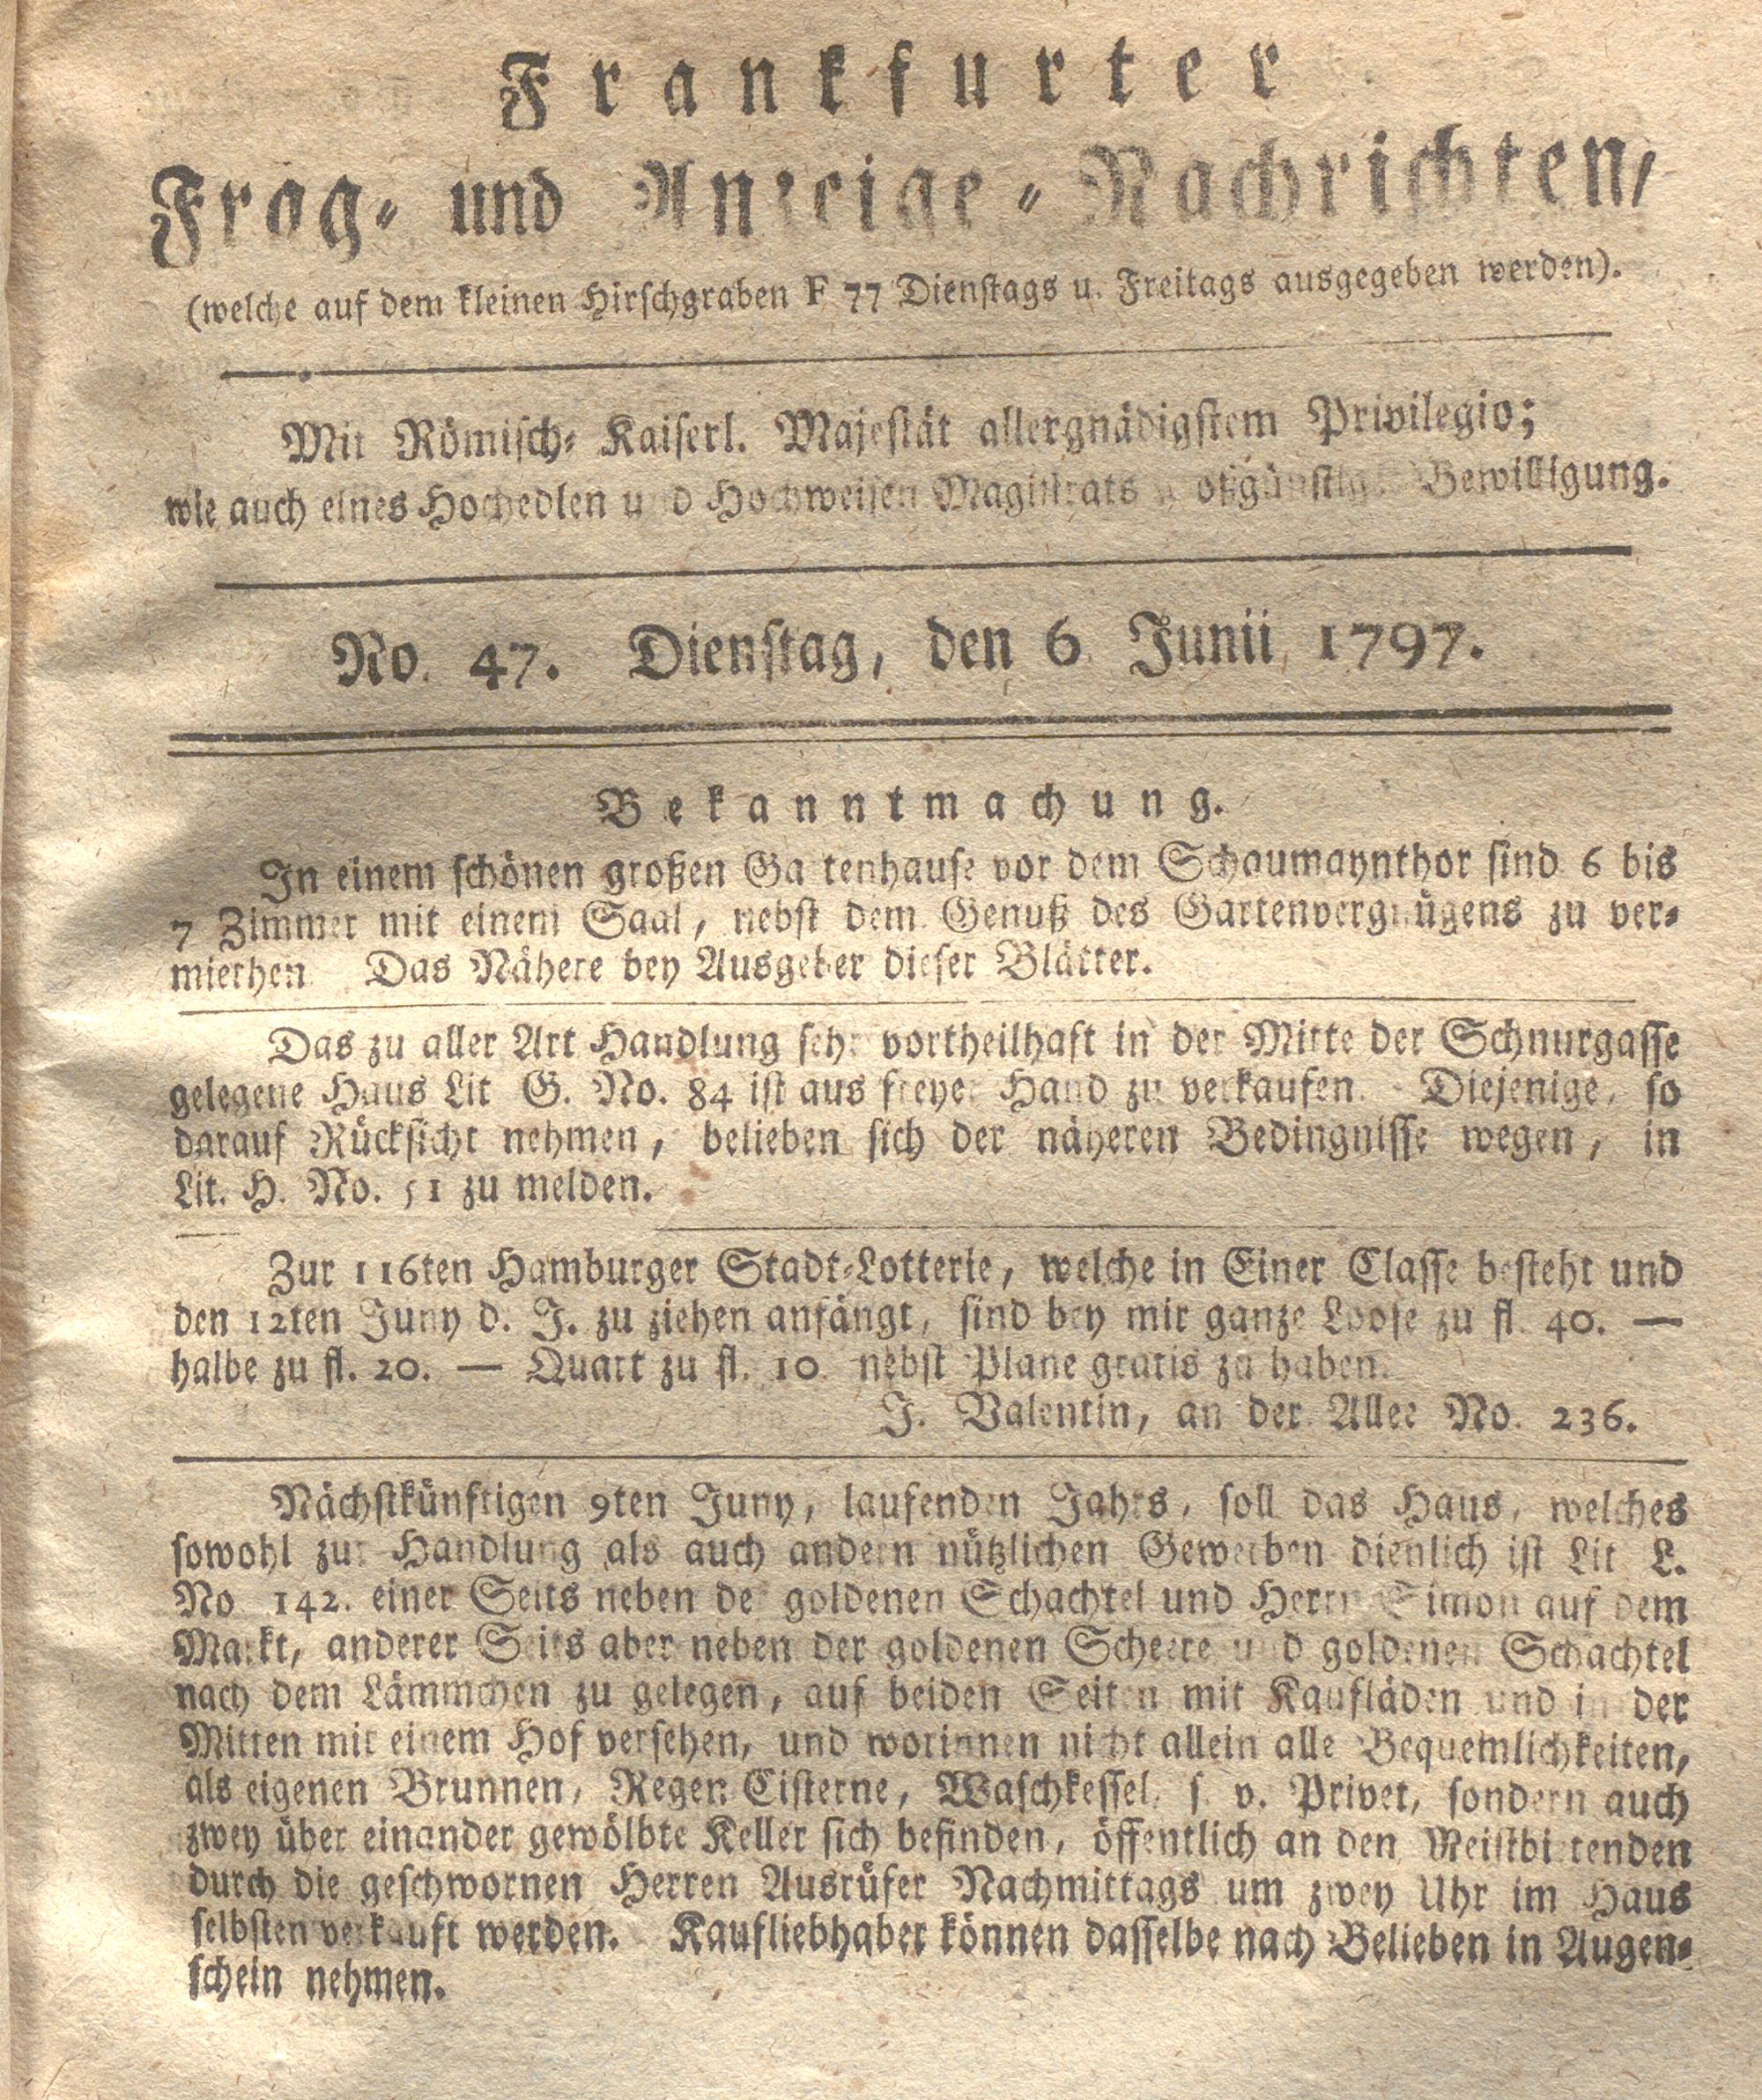 Frankfurter
Frag- und Anzeige-Nachrichten,
(welche auf dem kleinen Hirschgraben F 77 Dienstags u. Freitags ausgegeben werden).
Mit Römisch-Kaiserl. Majestät allergnädigstem Privilegio;
wie auch eines Hochedlen und Hochweisen Magistrats Bewilligung.
No. 47. Dienstag, den 6 Junii 1797.
Bekanntmachung.
In einem schönen großen Gartenhause vor dem Schaumaynthor sind 6 bis
7 Zimmer mit einem Saal, nebst dem Genuß des Gartenvergnügens zu ver-
miethen Das Nähere bey Ausgeber dieser Blätter.
Das zu aller Art Handlung sehr vortheilhaft in der Mitte der Schnurgasse
gelegene Haus Lit G. No. 84 ist aus freyer Hand zu verkaufen. Diejenige, so
darauf Rücksicht nehmen, belieben sich der näheren Bedingnisse wegen, in
Lit. H. No. 51 zu melden.
Zur 116ten Hamburger Stadt-Lotterie, welche in Einer Classe besteht und
den 12ten Juny d. J. zu ziehen anfängt, sind bey mir ganze Loose zu fl. 40. —
halbe zu fl. 20. — Quart zu fl. 10 nebst Plane gratis zu haben.
J. Valentin, an der Allee No. 236.
Nächstkünftigen 9ten Juny, laufenden Jahrs, soll das Haus, welches
sowohl zur Handlung als auch andern nützlichen Gewerben dienlich ist Lit L.
No 142. einer Seits neben der goldenen Schachtel und Herrn Simon auf dem
Markt, anderer Seits aber neben der goldenen Scheere und goldenen Schachtel
nach dem Lämmchen zu gelegen, auf beiden Seiten mit Kaufläden und in der
Mitten mit einem Hof versehen, und worinnen nicht allein alle Bequemlichkeiten,
als eigenen Brunnen, Regen Cisterne, Waschkessel, s. v. Privet, sondern auch
zwey über einander gewölbte Keller sich befinden, öffentlich an den Meistbietenden
durch die geschwornen Herren Ausrüfer Nachmittags um zwey Uhr im Haus
selbsten verkauft werden. Kaufliebhaber können dasselbe nach Belieben in Augen-
schein nehmen.